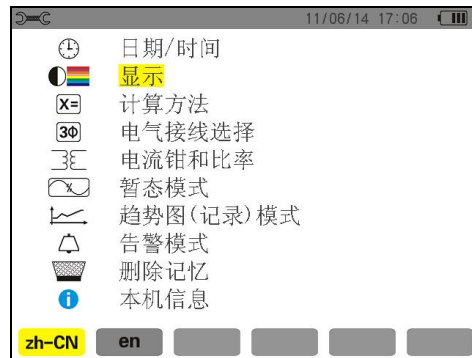 11/06/14 17:06
日期/时间
显示
X= 计算方法
3Φ 电气接线选择
电流钳和比率
暂态模式
趋势图(记录)模式
告警模式
删除记忆
i 本机信息
zh-CN en